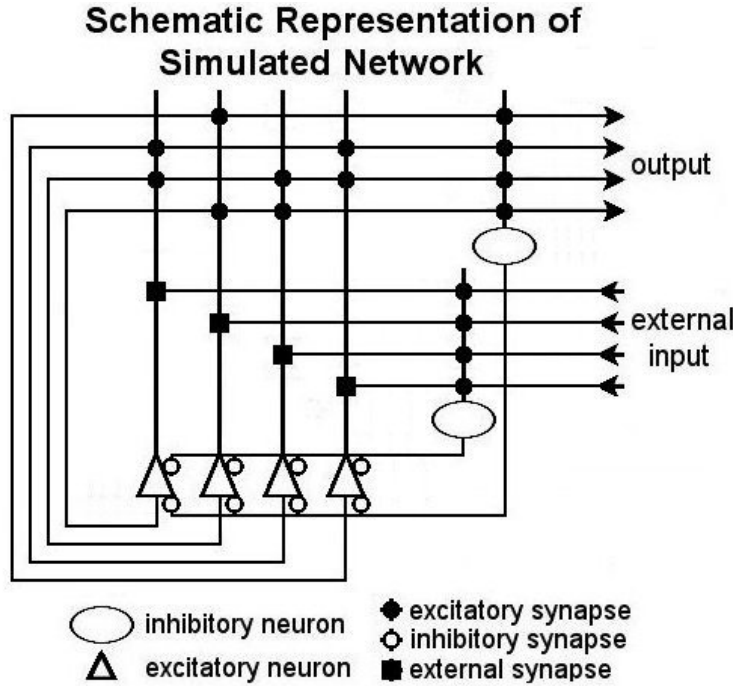 Schematic Representation of
Simulated Network
output
external
input
inhibitory neuron
excitatory neuron
excitatory synapse
inhibitory synapse
external synapse